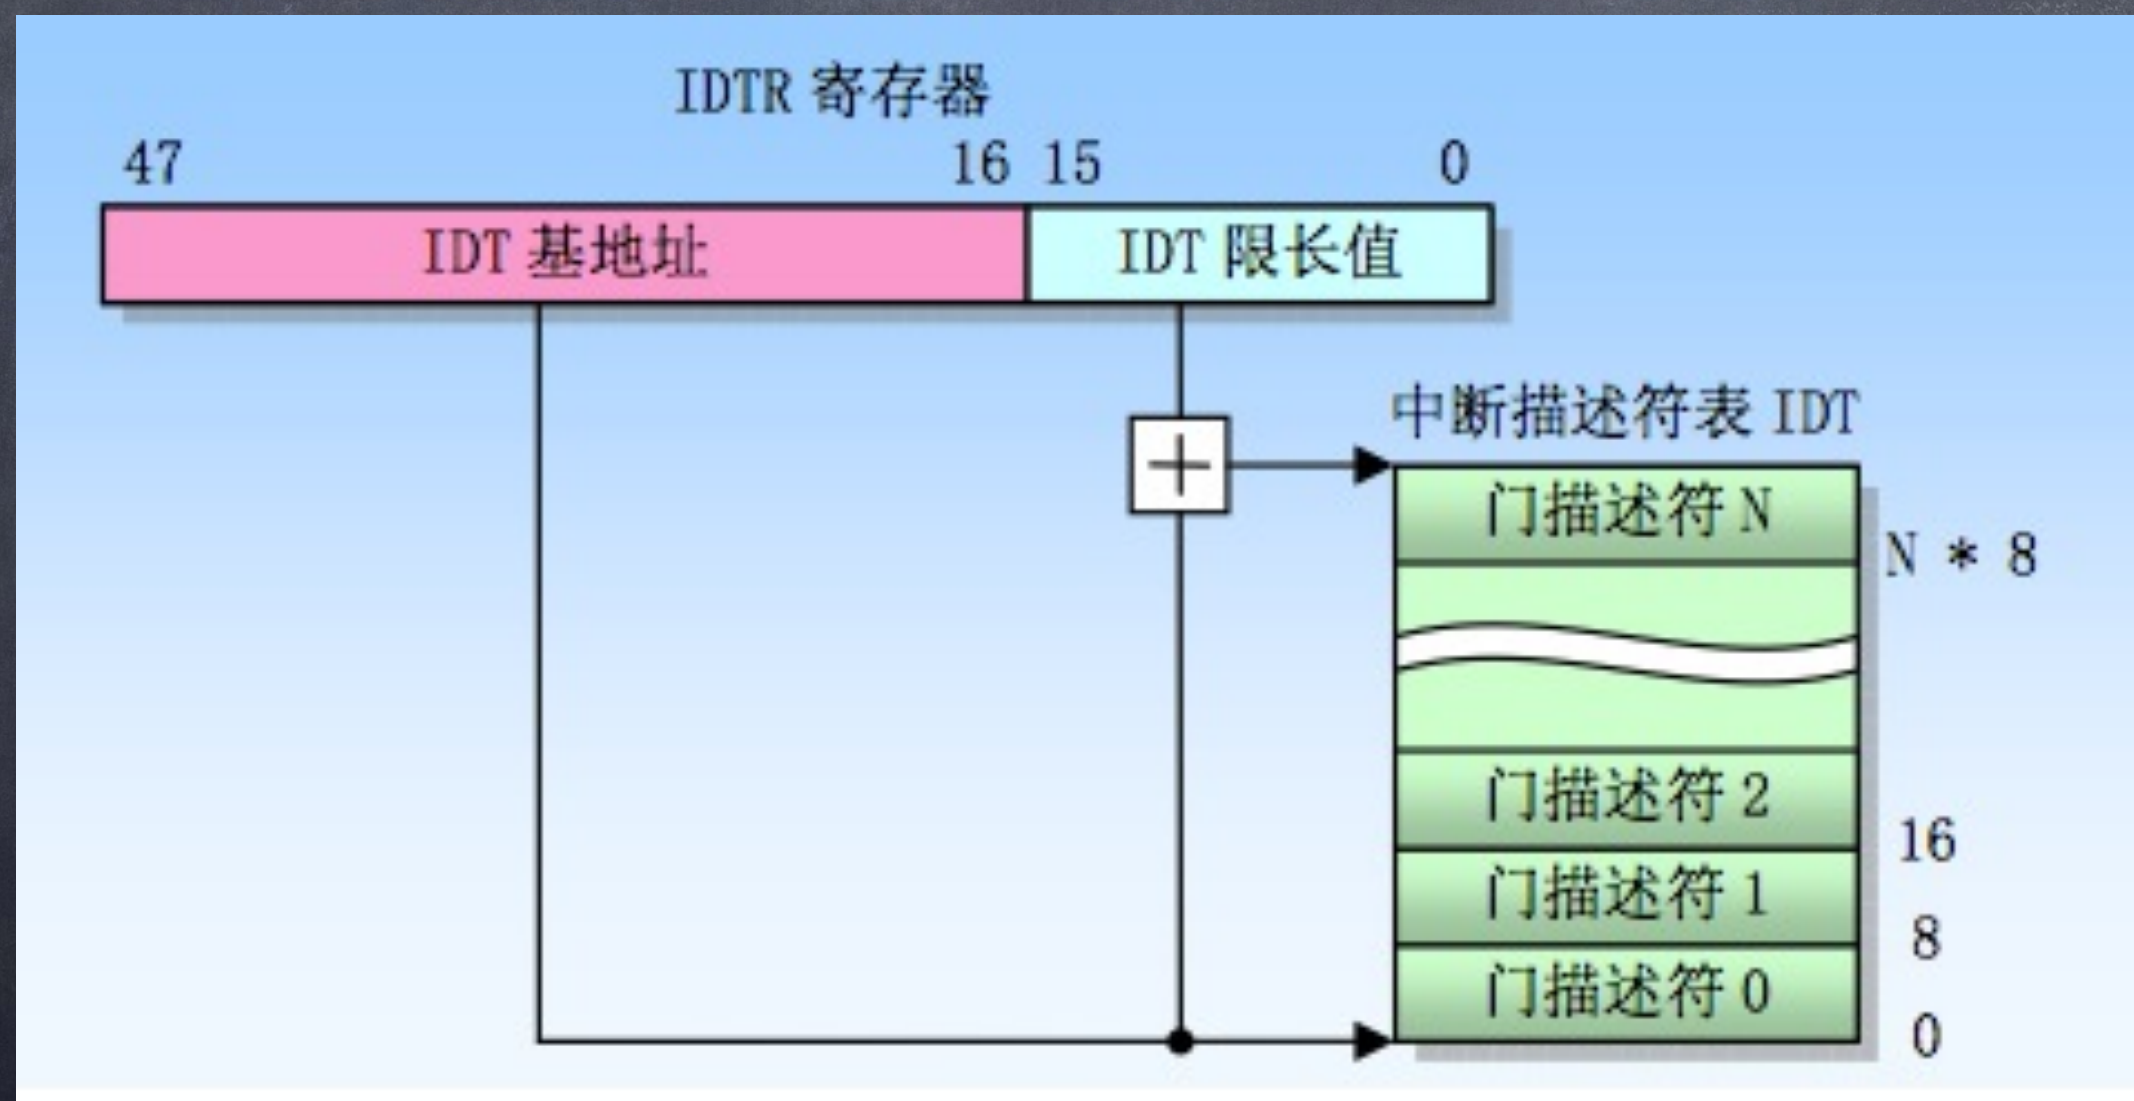 IDTR 寄存器
47 16 15 0
IDT 基地址 IDT 限长值
中断描述符表 IDT
门描述符 N
N * 8
门描述符 2
16
门描述符 1
8
门描述符 0
0